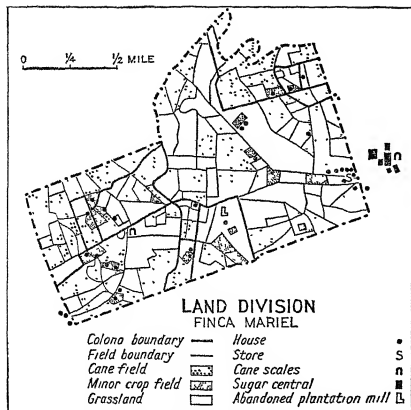 0 ¼ ½ MILE
S
LAND DIVISION
FINCA MARIEL
Colono boundary House
Field boundary Store S
Cane field Cane scales
Minor crop field Sugar central
Grassland Abandoned plantation mill